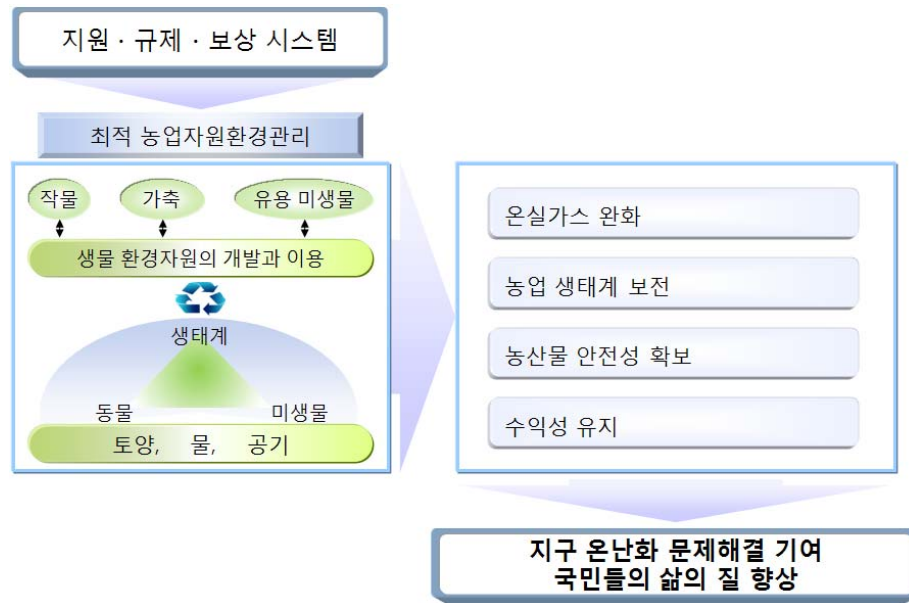 지원 · 규제 · 보상 시스템
최적 농업자원환경관리
작물 가축 유용 미생물
생물 환경자원의 개발과 이용
생태계
동물 미생물
토양, 물, 공기
온실가스 완화
농업 생태계 보전
농산물 안전성 확보
수익성 유지
지구 온난화 문제해결 기여
국민들의 삶의 질 향상